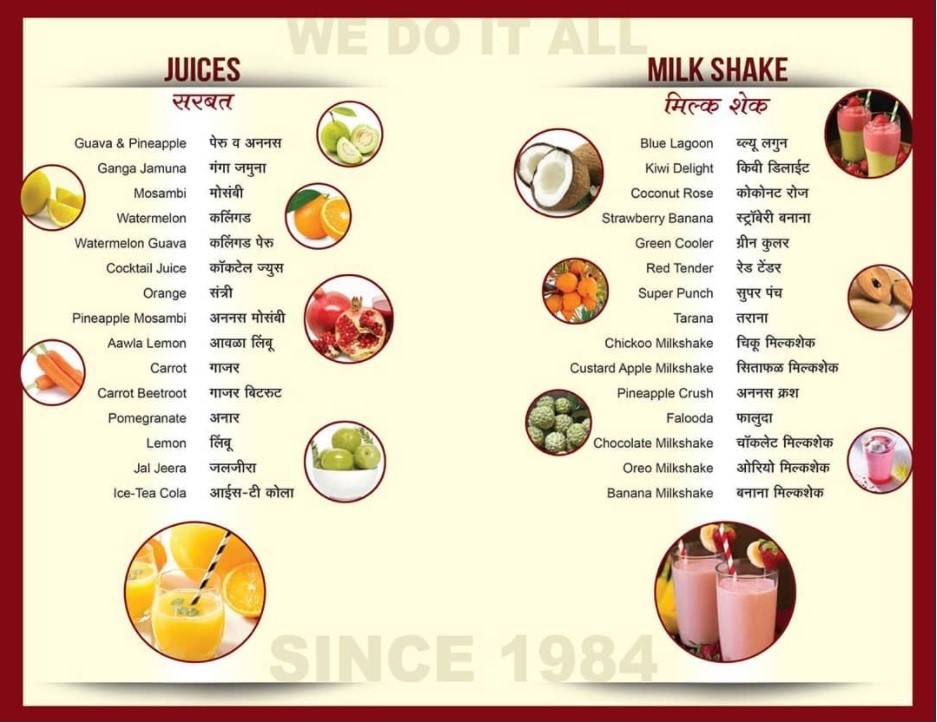 WE DO IT ALL
JUICES
सरबत
Guava & Pineapple पेरु व अननस
Ganga Jamuna गंगा जमुना
Mosambi मोसंबी
Watermelon कलिंगड
Watermelon Guava कलिंगड पेरु
Cocktail Juice कॉकटेल ज्युस
Orange संत्री
Pineapple Mosambi अननस मोसंबी
Aawla Lemon आवळा लिंबू
Carrot गाजर
Carrot Beetroot गाजर बिटरुट
Pomegranate अनार
Lemon लिंबू
Jal Jeera जलजीरा
Ice-Tea Cola आईस-टी कोला
MILK SHAKE
मिल्क शेक
Blue Lagoon ब्ल्यू लगुन
Kiwi Delight किवी डिलाईट
Coconut Rose कोकोनट रोज
Strawberry Banana स्ट्रॉबेरी बनाना
Green Cooler ग्रीन कुलर
Red Tender रेड टेंडर
Super Punch सुपर पंच
Tarana तराना
Chickoo Milkshake चिकू मिल्कशेक
Custard Apple Milkshake सिताफळ मिल्कशेक
Pineapple Crush अननस क्रश
Falooda फालुदा
Chocolate Milkshake चॉकलेट मिल्कशेक
Oreo Milkshake ओरियो मिल्कशेक
Banana Milkshake बनाना मिल्कशेक
SINCE 1984